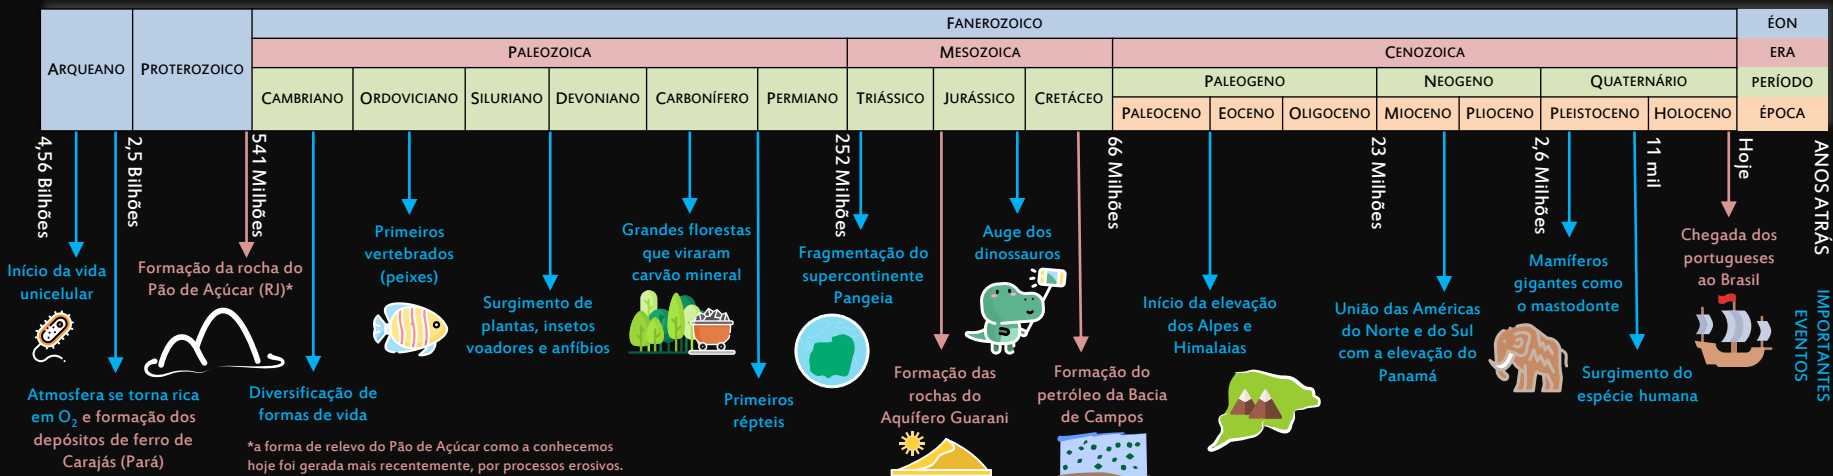 FANEROZOICO
ÉON
ARQUEANO
PROTEROZOICO
PALEOZOICA
MESOZOICA
CENOZOICA
ERA
CAMBRIANO
ORDOVICIANO
SILURIANO
DEVONIANO
CARBONÍFERO
PERMIANO
TRIÁSSICO
JURÁSSICO
CRETÁCEO
PALEOGENO
NEOGENO
QUATERNÁRIO
PERÍODO
PALEOCENO
EOCENO
OLIGOCENO
MIOCENO
PLIOCENO
PLEISTOCENO
HOLOCENO
ÉPOCA
4,56 Bilhões
2,5 Bilhões
541 Milhões
252 Milhões
66 Milhões
23 Milhões
2,6 Milhões
11 mil
Hoje
ANOS ATRÁS
Início da vida
unicelular
Atmosfera se torna rica
em O₂ e formação dos
depósitos de ferro de
Carajás (Pará)
Formação da rocha do
Pão de Açúcar (RJ)*
Diversificação de
formas de vida
*a forma de relevo do Pão de Açúcar como a conhecemos
hoje foi gerada mais recentemente, por processos erosivos.
Primeiros
vertebrados
(peixes)
Surgimento de
plantas, insetos
voadores e anfíbios
Grandes florestas
que viraram
carvão mineral
Primeiros
répteis
Fragmentação do
supercontinente
Pangeia
Formação das
rochas do
Aquífero Guarani
Auge dos
dinossauros
Formação do
petróleo da Bacia
de Campos
Início da elevação
dos Alpes e
Himalaias
União das Américas
do Norte e do Sul
com a elevação do
Panamá
Mamíferos
gigantes como
o mastodonte
Surgimento do
espécie humana
Chegada dos
portugueses
ao Brasil
IMPORTANTES
EVENTOS